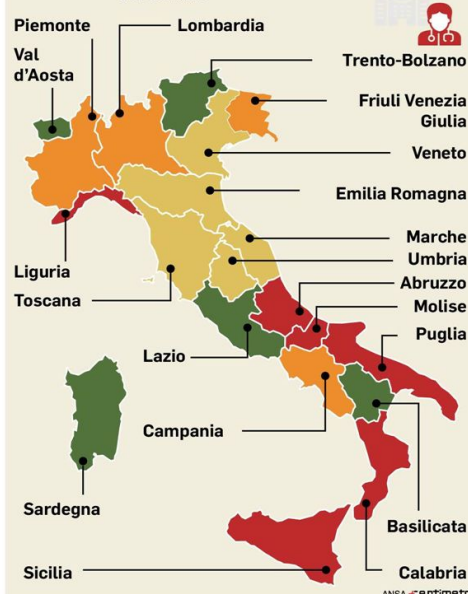 Piemonte
Lombardia
Val
d'Aosta
Trento-Bolzano
Friuli Venezia
Giulia
Veneto
Emilia Romagna
Marche
Umbria
Abruzzo
Molise
Puglia
Liguria
Toscana
Lazio
Campania
Sardegna
Basilicata
Sicilia
Calabria